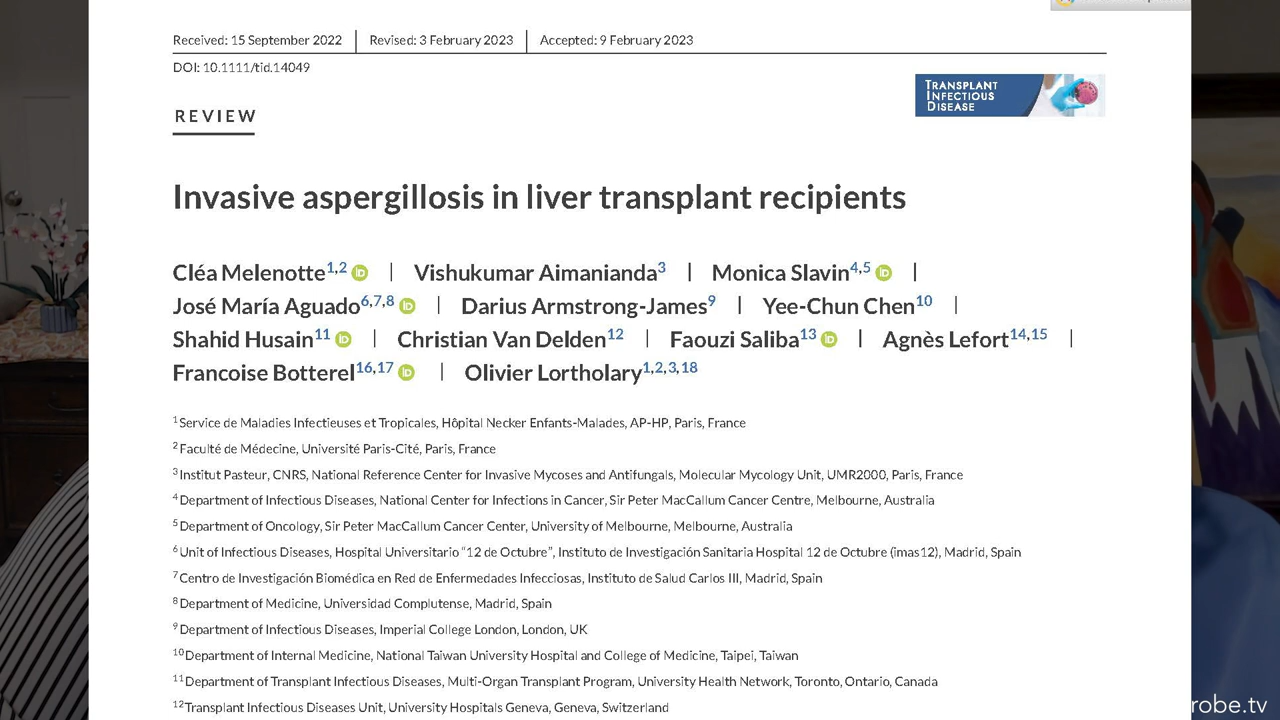 Received: 15 September 2022 | Revised: 3 February 2023 | Accepted: 9 February 2023
DOI: 10.1111/tid.14049
TRANSPLANT
INFECTIOUS
DISEASE
REVIEW
Invasive aspergillosis in liver transplant recipients
Cléa Melenotte1,2 iD | Vishukumar Aimanianda3 | Monica Slavin4,5 iD |
José María Aguado6,7,8 iD | Darius Armstrong-James9 | Yee-Chun Chen10 |
Shahid Husain11 iD | Christian Van Delden12 | Faouzi Saliba13 iD | Agnès Lefort14,15 |
Francoise Botterel16,17 iD | Olivier Lortholary1,2,3,18
1Service de Maladies Infectieuses et Tropicales, Hôpital Necker Enfants-Malades, AP-HP, Paris, France
2Faculté de Médecine, Université Paris-Cité, Paris, France
3Institut Pasteur, CNRS, National Reference Center for Invasive Mycoses and Antifungals, Molecular Mycology Unit, UMR2000, Paris, France
4Department of Infectious Diseases, National Center for Infections in Cancer, Sir Peter MacCallum Cancer Centre, Melbourne, Australia
5Department of Oncology, Sir Peter MacCallum Cancer Center, University of Melbourne, Melbourne, Australia
6Unit of Infectious Diseases, Hospital Universitario "12 de Octubre", Instituto de Investigación Sanitaria Hospital 12 de Octubre (imas12), Madrid, Spain
7Centro de Investigación Biomédica en Red de Enfermedades Infecciosas, Instituto de Salud Carlos III, Madrid, Spain
8Department of Medicine, Universidad Complutense, Madrid, Spain
9Department of Infectious Diseases, Imperial College London, London, UK
10Department of Internal Medicine, National Taiwan University Hospital and College of Medicine, Taipei, Taiwan
11Department of Transplant Infectious Diseases, Multi-Organ Transplant Program, University Health Network, Toronto, Ontario, Canada
12Transplant Infectious Diseases Unit, University Hospitals Geneva, Geneva, Switzerland
robe.tv